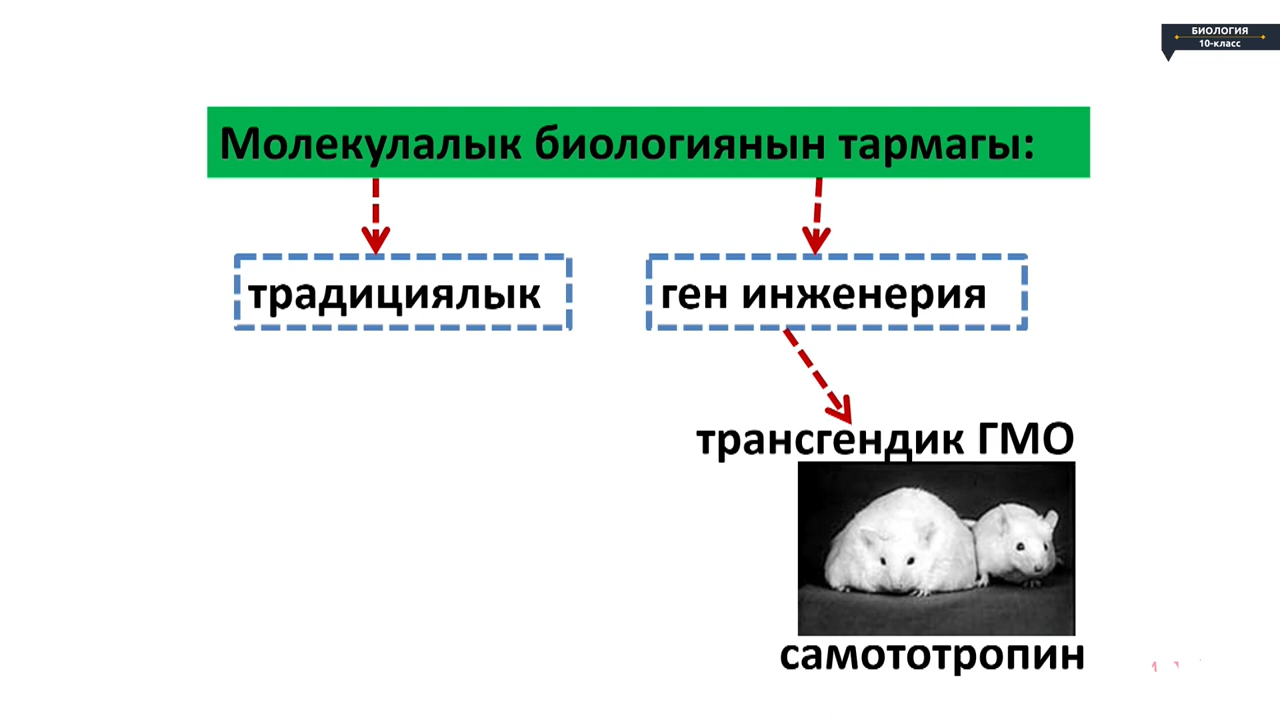 БИОЛОГИЯ
10-класс
Молекулалык биологиянын тармагы:
традициялык
ген инженерия
трансгендик ГМО
самототропин